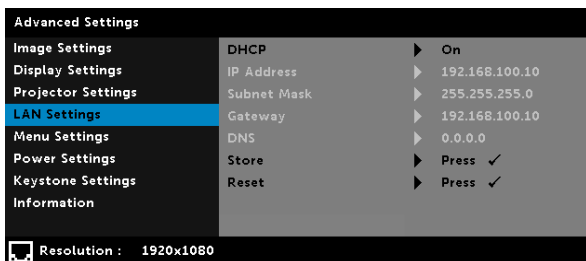 Advanced Settings
Image Settings
Display Settings
Projector Settings
LAN Settings
Menu Settings
Power Settings
Keystone Settings
Information
DHCP On
IP Address 192.168.100.10
Subnet Mask 255.255.255.0
Gateway 192.168.100.10
DNS 0.0.0.0
Store Press ✓
Reset Press ✓
Resolution : 1920x1080